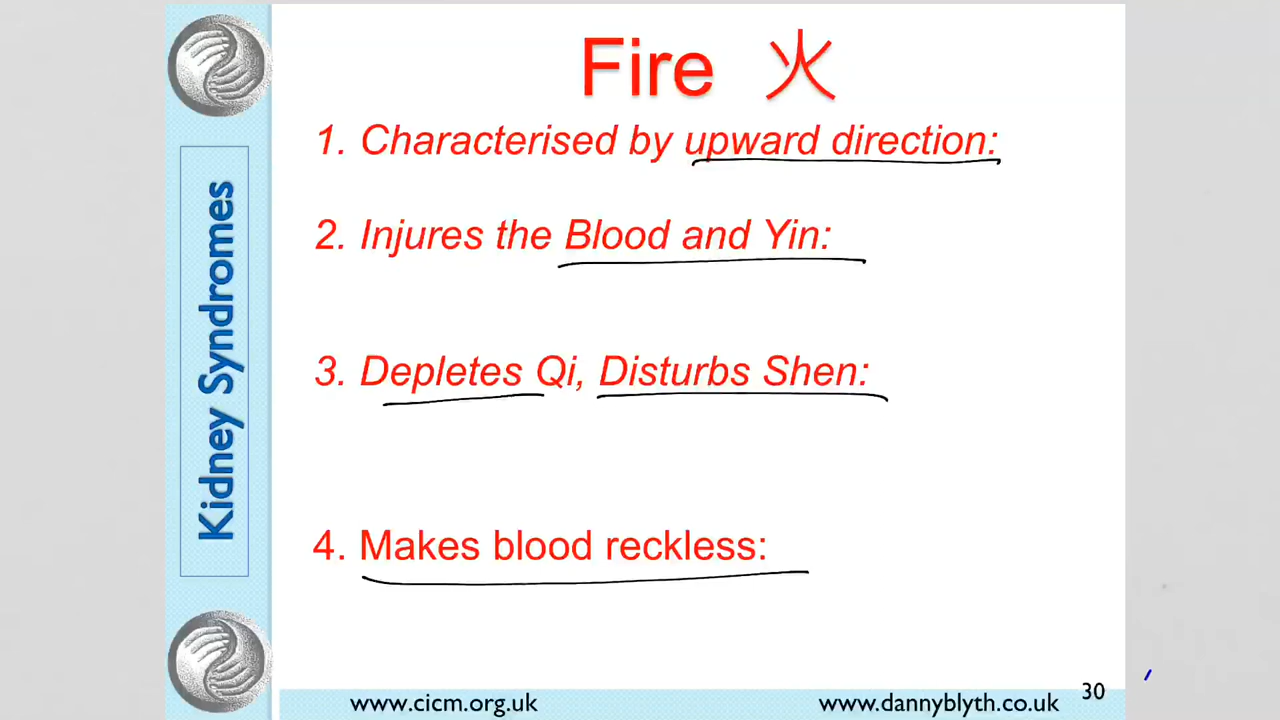 Fire 火
1. Characterised by upward direction:
2. Injures the Blood and Yin:
3. Depletes Qi, Disturbs Shen:
4. Makes blood reckless:
Kidney Syndromes
www.cicm.org.uk
www.dannyblyth.co.uk
30